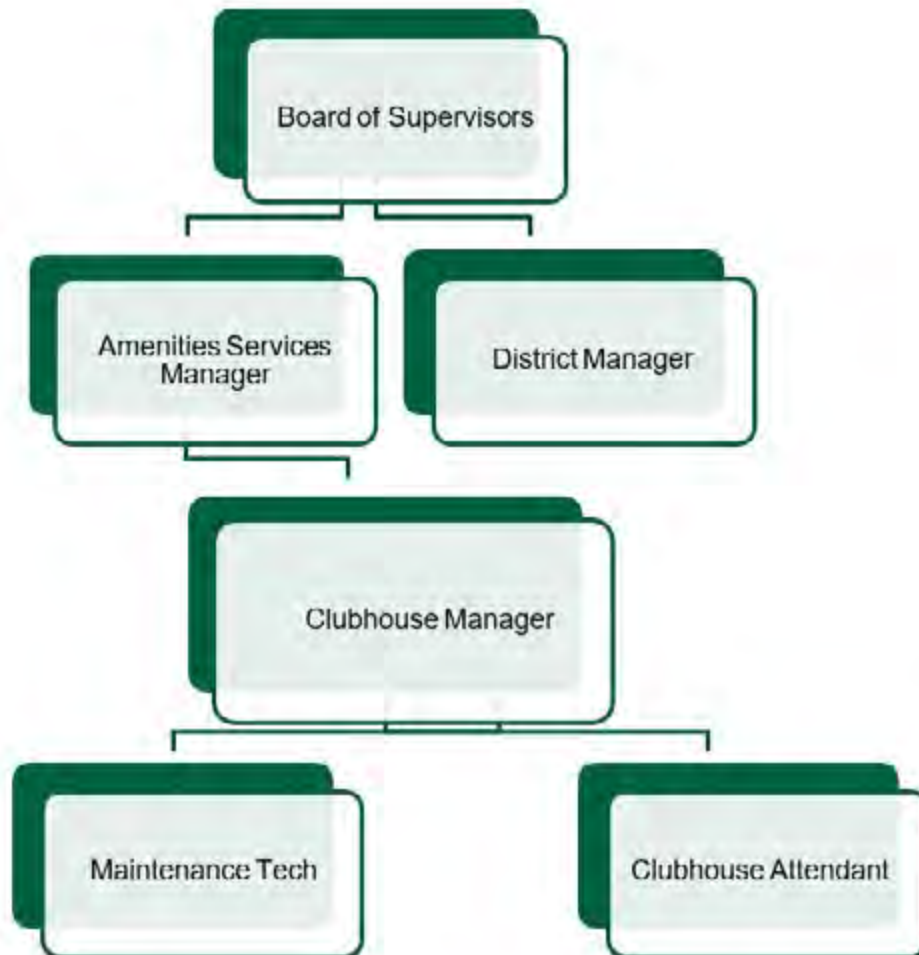 Board of Supervisors
Amenities Services
Manager
District Manager
Clubhouse Manager
Maintenance Tech
Clubhouse Attendant